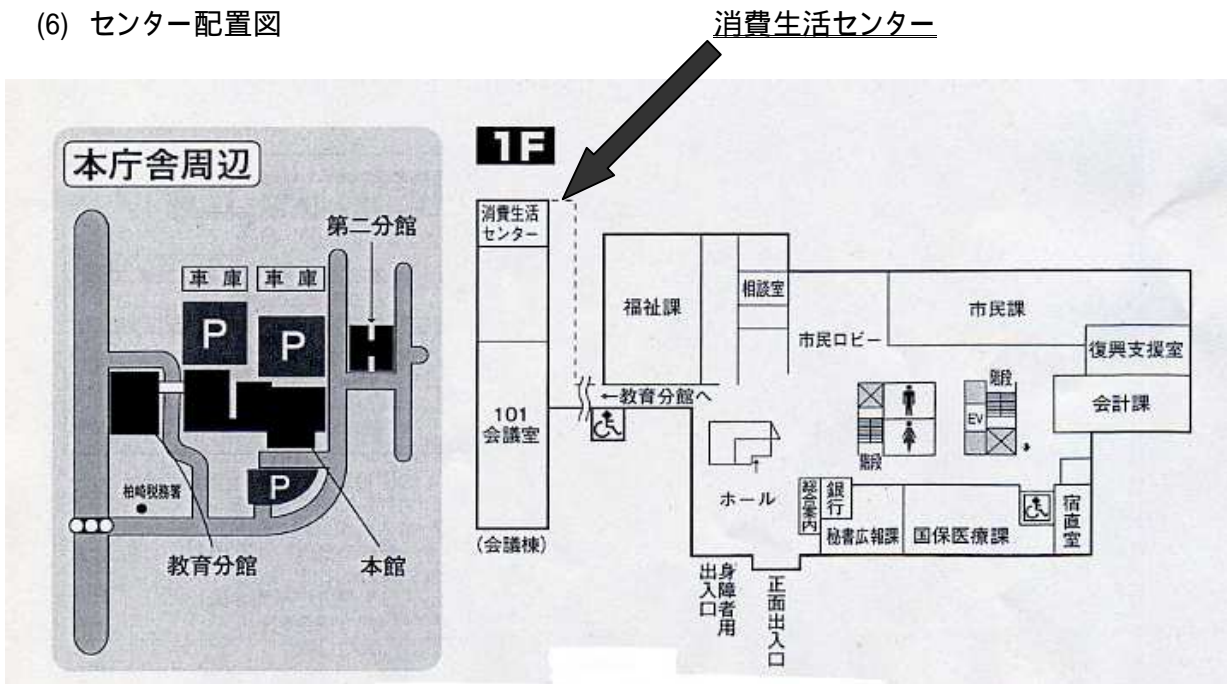 (6) センター配置図
消費生活センター
本庁舎周辺
第二分館
車庫
車庫
P
P
柏崎税務署
P
教育分館
本館
1F
消費生活
センター
101
会議室
(会議棟)
福祉課
相談室
市民ロビー
市民課
復興支援室
会計課
←教育分館へ
階段
EV
階段
ホール
総合案内
銀行
秘書広報課
国保医療課
宿直室
身障者用
出入口
正面出入口